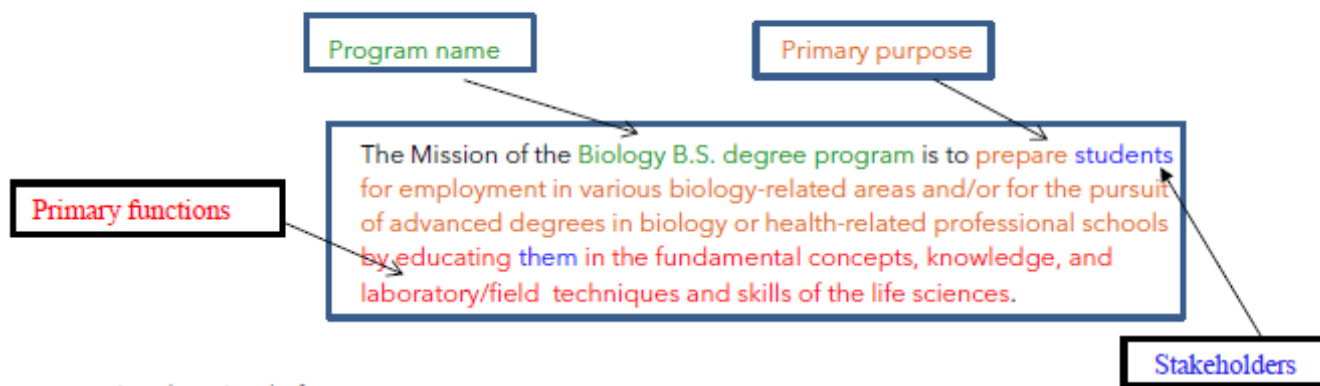 Program name
Primary purpose
The Mission of the Biology B.S. degree program is to prepare students
for employment in various biology-related areas and/or for the pursuit
of advanced degrees in biology or health-related professional schools
by educating them in the fundamental concepts, knowledge, and
laboratory/field techniques and skills of the life sciences.
Primary functions
Stakeholders